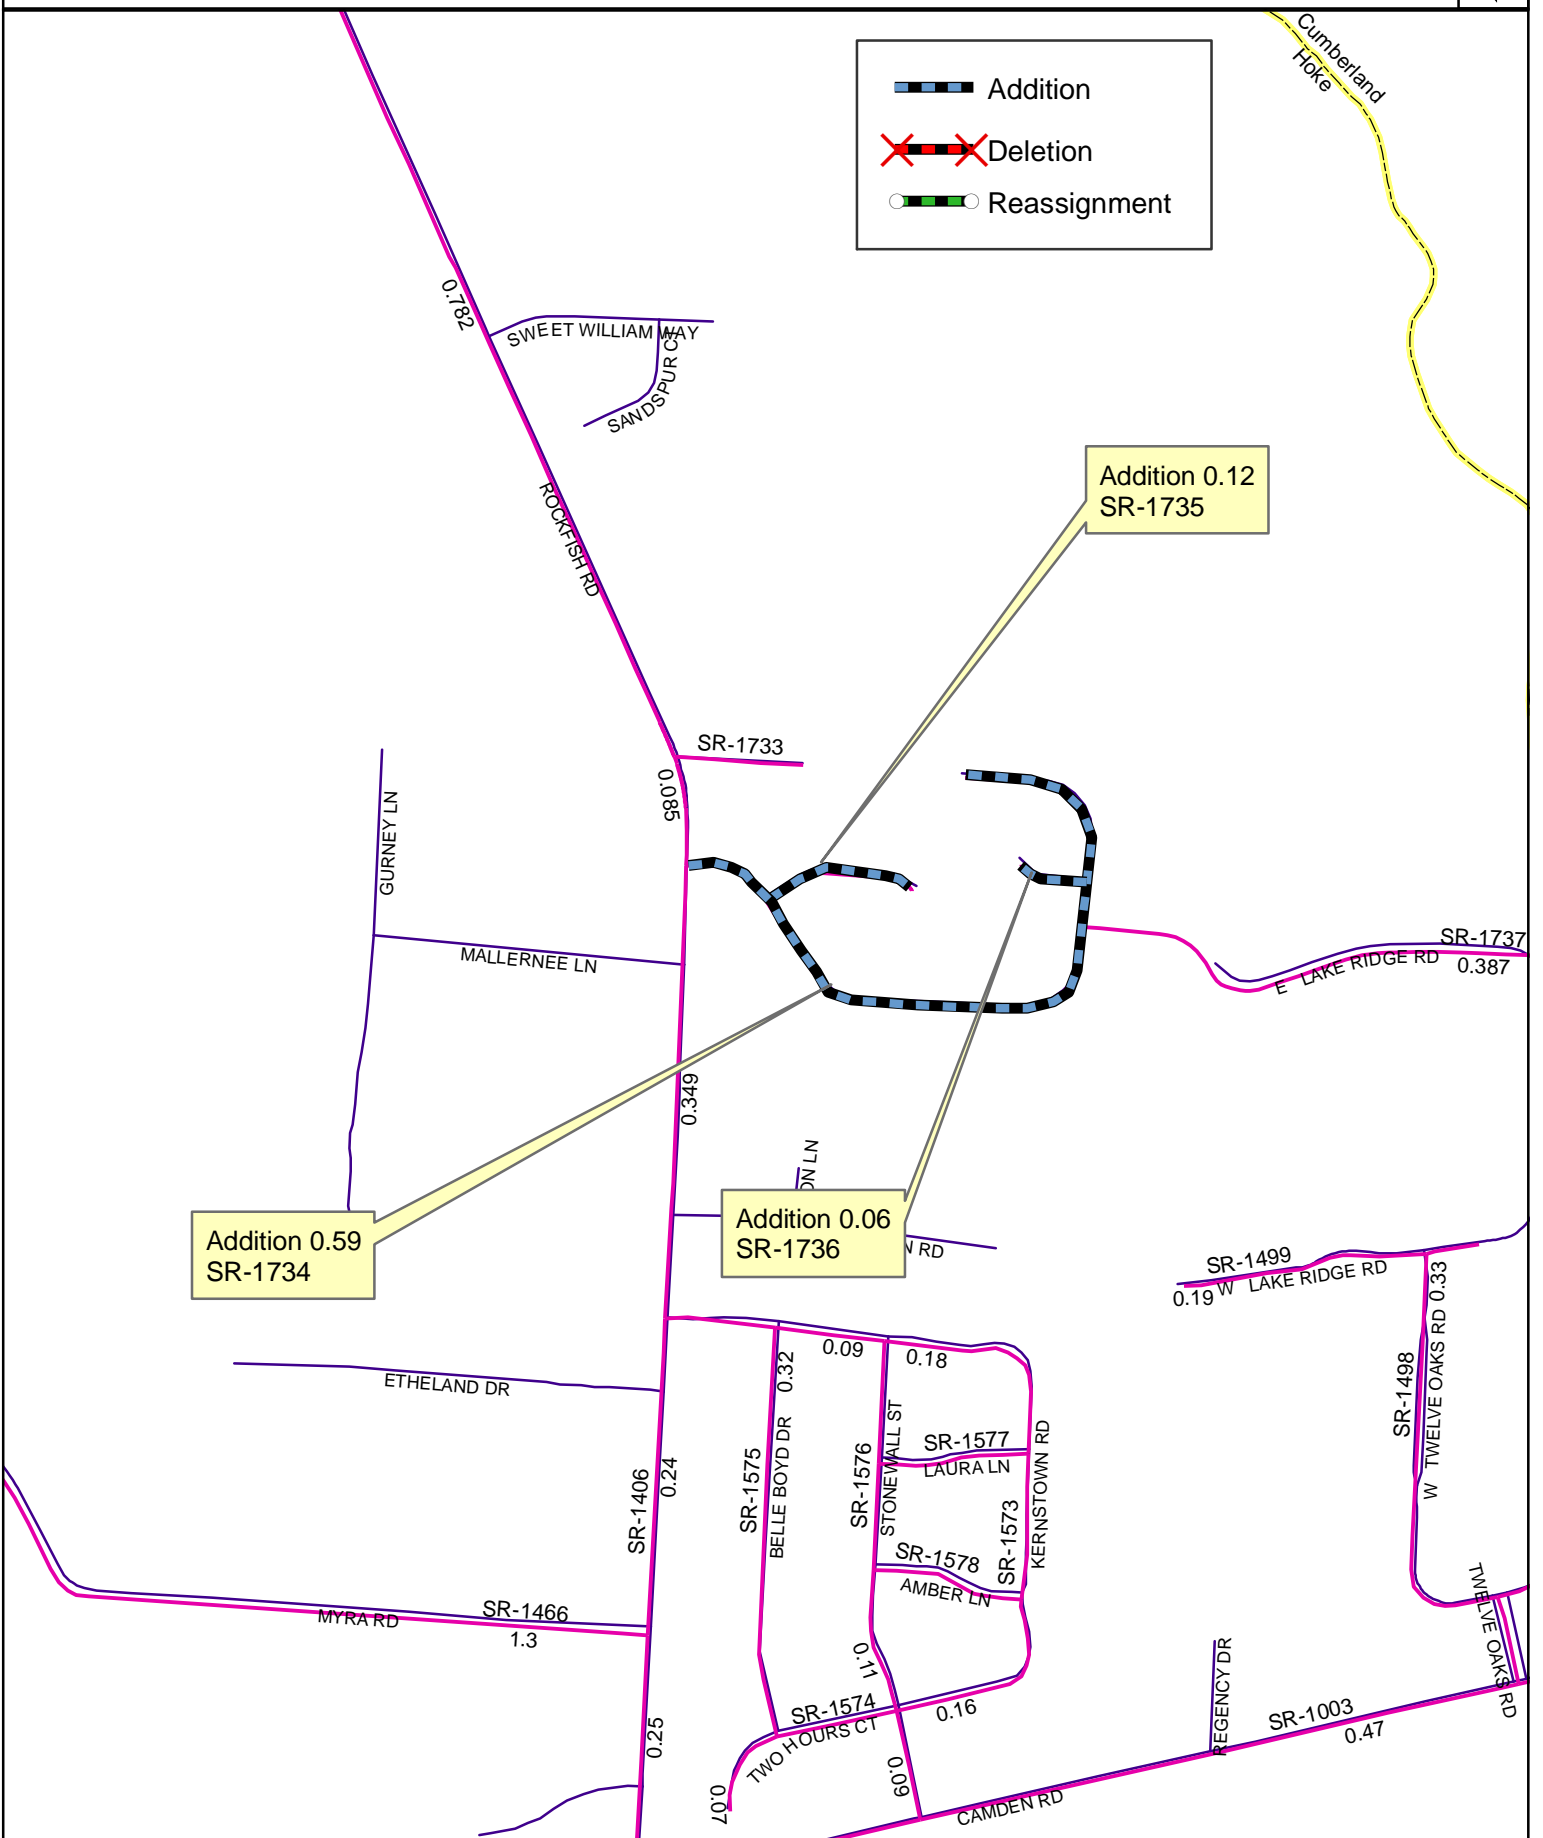 Cumberland
Hoke
Addition
Deletion
Reassignment
0.782
SWEET WILLIAM WAY
SANDSPUR CT
ROCKFISH RD
Addition 0.12
SR-1735
SR-1733
0.085
GURNEY LN
MALLERNEE LN
SR-1737
E LAKE RIDGE RD
0.387
0.349
ON LN
Addition 0.59
SR-1734
Addition 0.06
SR-1736
N RD
SR-1499
0.19
W LAKE RIDGE RD
0.33
ETHELAND DR
0.09
0.18
0.32
SR-1498
W TWELVE OAKS RD
SR-1406
0.24
SR-1575
BELLE BOYD DR
SR-1576
STONEWALL ST
SR-1577
LAURA LN
SR-1573
KERNSTOWN RD
SR-1578
AMBER LN
SR-1466
MYRA RD
1.3
TWELVE OAKS RD
0.11
SR-1574
TWO HOURS CT
0.16
0.25
0.07
0.09
REGENCY DR
SR-1003
0.47
CAMDEN RD